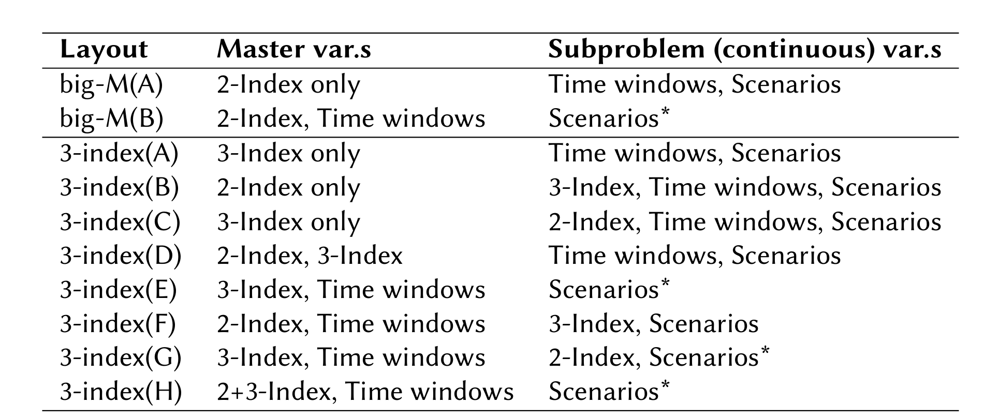 Layout Master var.s Subproblem (continuous) var.s
big-M(A) 2-Index only Time windows, Scenarios
big-M(B) 2-Index, Time windows Scenarios*
3-index(A) 3-Index only Time windows, Scenarios
3-index(B) 2-Index only 3-Index, Time windows, Scenarios
3-index(C) 3-Index only 2-Index, Time windows, Scenarios
3-index(D) 2-Index, 3-Index Time windows, Scenarios
3-index(E) 3-Index, Time windows Scenarios*
3-index(F) 2-Index, Time windows 3-Index, Scenarios
3-index(G) 3-Index, Time windows 2-Index, Scenarios*
3-index(H) 2+3-Index, Time windows Scenarios*